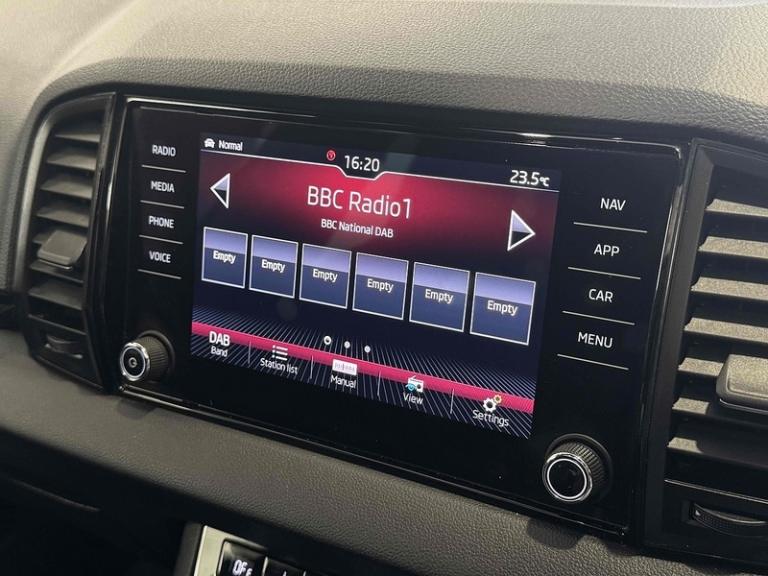 RADIO
MEDIA
PHONE
VOICE
Normal
16:20
23.5°C
BBC Radio1
BBC National DAB
Empty
Empty
Empty
Empty
Empty
Empty
DAB
Band
Station list
Manual
View
Settings
NAV
APP
CAR
MENU